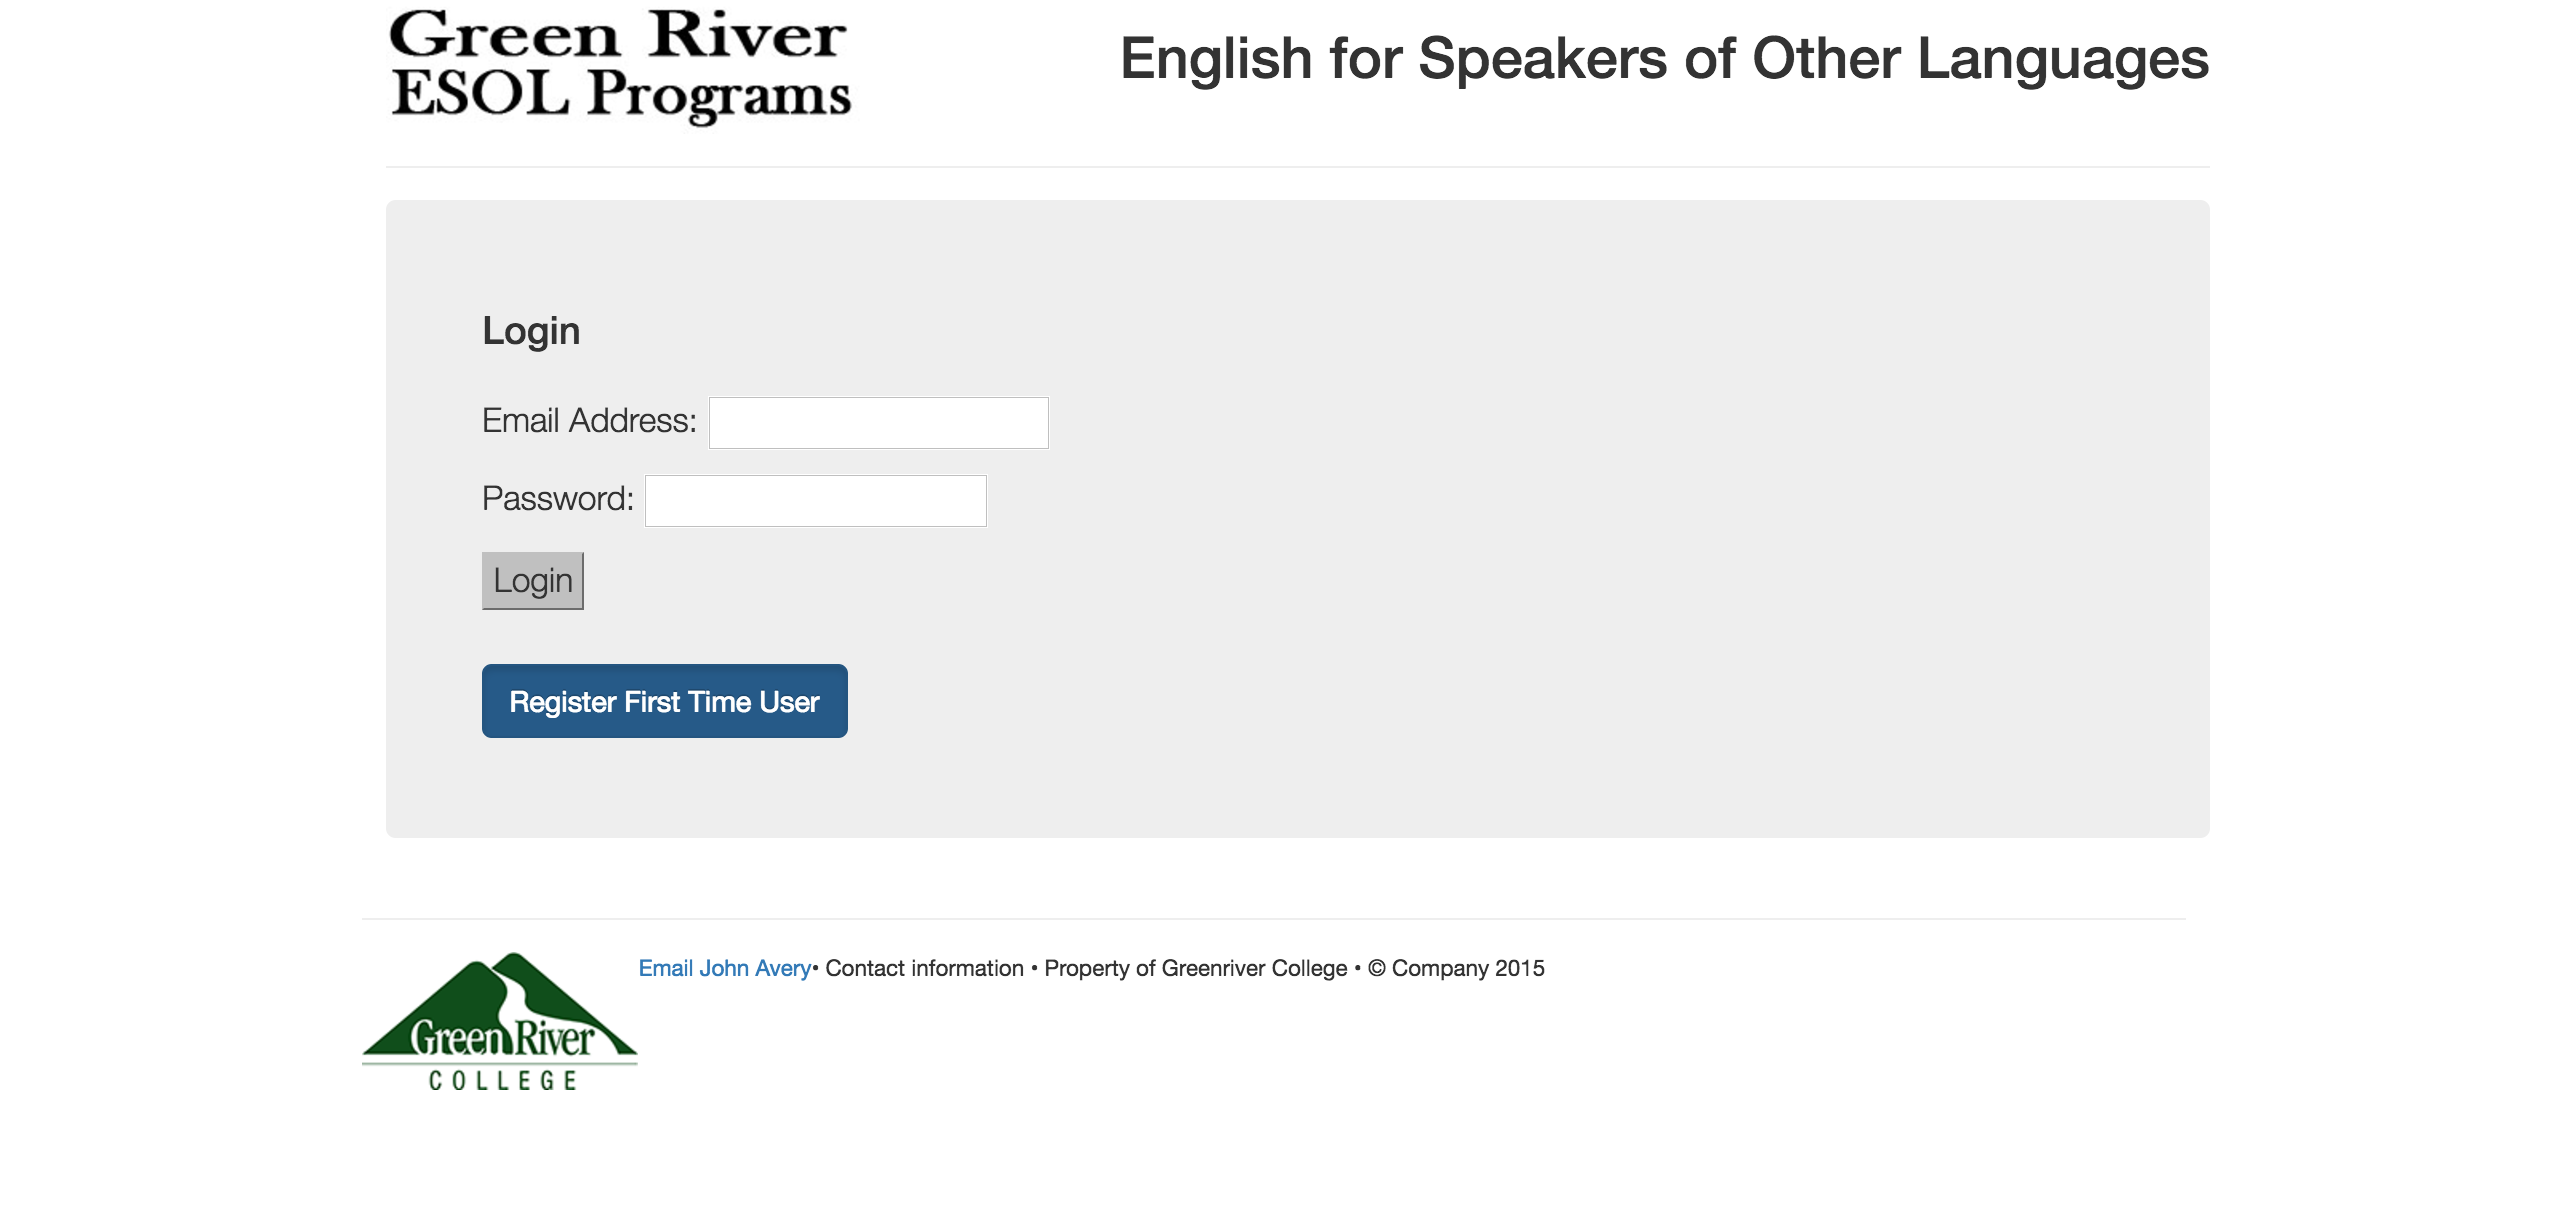 Green River
ESOL Programs
English for Speakers of Other Languages
Login
Email Address:
Password:
Login
Register First Time User
Email John Avery• Contact information • Property of Greenriver College • © Company 2015
Green River
COLLEGE